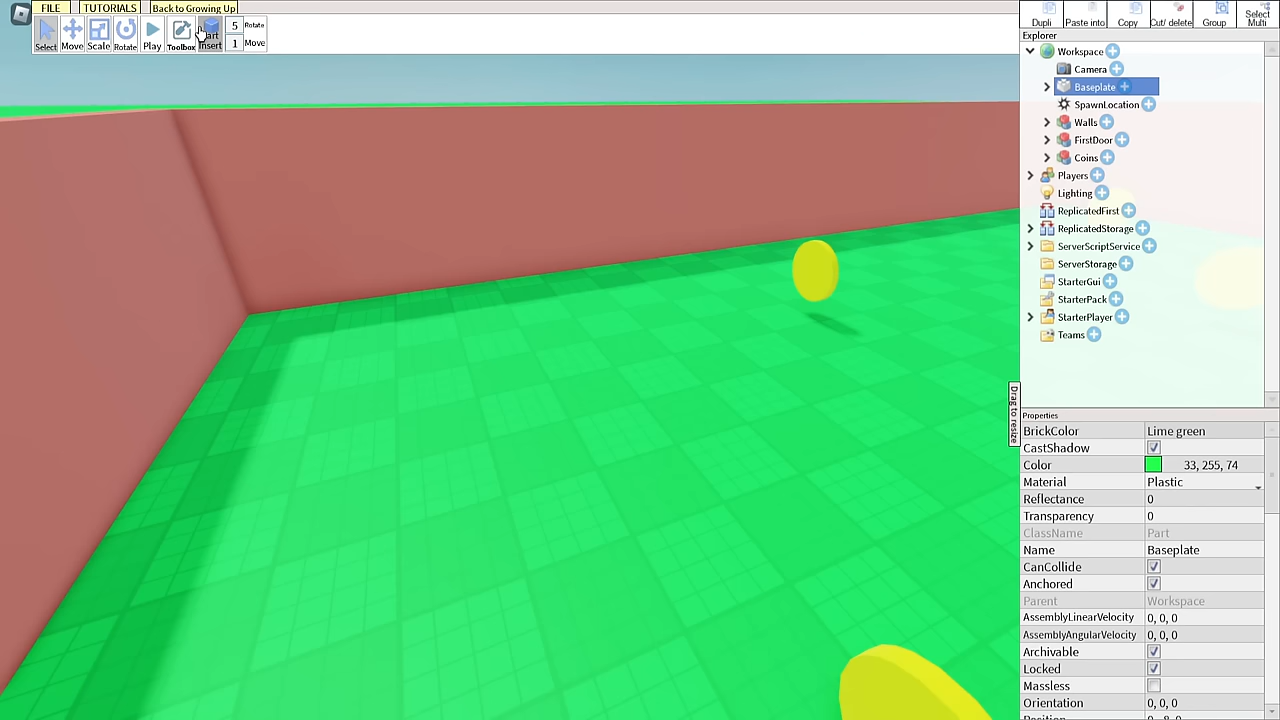 FILE TUTORIALS Back to Growing Up
Select Move Scale Rotate Play Toolbox Insert
5 Rotate
1 Move
Dupli Paste into Copy Cut/ delete Group Select Multi
Explorer
Workspace
Camera
Baseplate
SpawnLocation
Walls
FirstDoor
Coins
Players
Lighting
ReplicatedFirst
ReplicatedStorage
ServerScriptService
ServerStorage
StarterGui
StarterPack
StarterPlayer
Teams
Drag to resize
Properties
BrickColor Lime green
CastShadow
Color 33, 255, 74
Material Plastic
Reflectance 0
Transparency 0
ClassName Part
Name Baseplate
CanCollide
Anchored
Parent Workspace
AssemblyLinearVelocity 0, 0, 0
AssemblyAngularVelocity 0, 0, 0
Archivable
Locked
Massless
Orientation 0, 0, 0